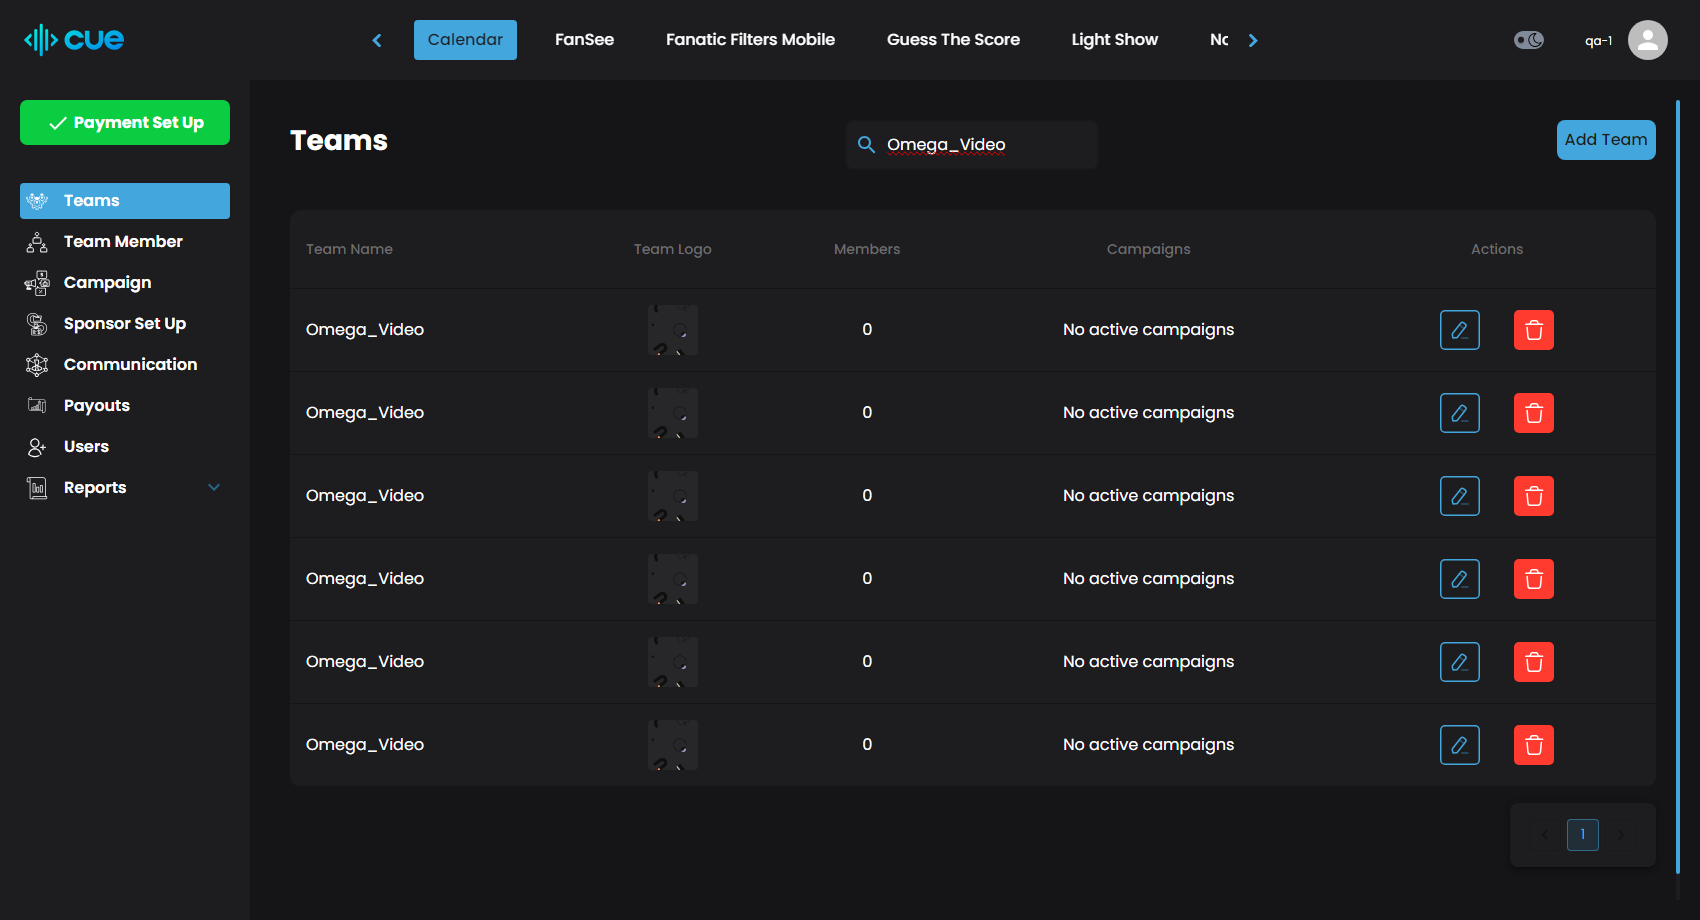 cue
Calendar
FanSee
Fanatic Filters Mobile
Guess The Score
Light Show
qa-1
Payment Set Up
Teams
Team Member
Campaign
Sponsor Set Up
Communication
Payouts
Users
Reports
Teams
Omega_Video
Add Team
Team Name Team Logo Members Campaigns Actions
Omega_Video 0 No active campaigns
Omega_Video 0 No active campaigns
Omega_Video 0 No active campaigns
Omega_Video 0 No active campaigns
Omega_Video 0 No active campaigns
Omega_Video 0 No active campaigns
1